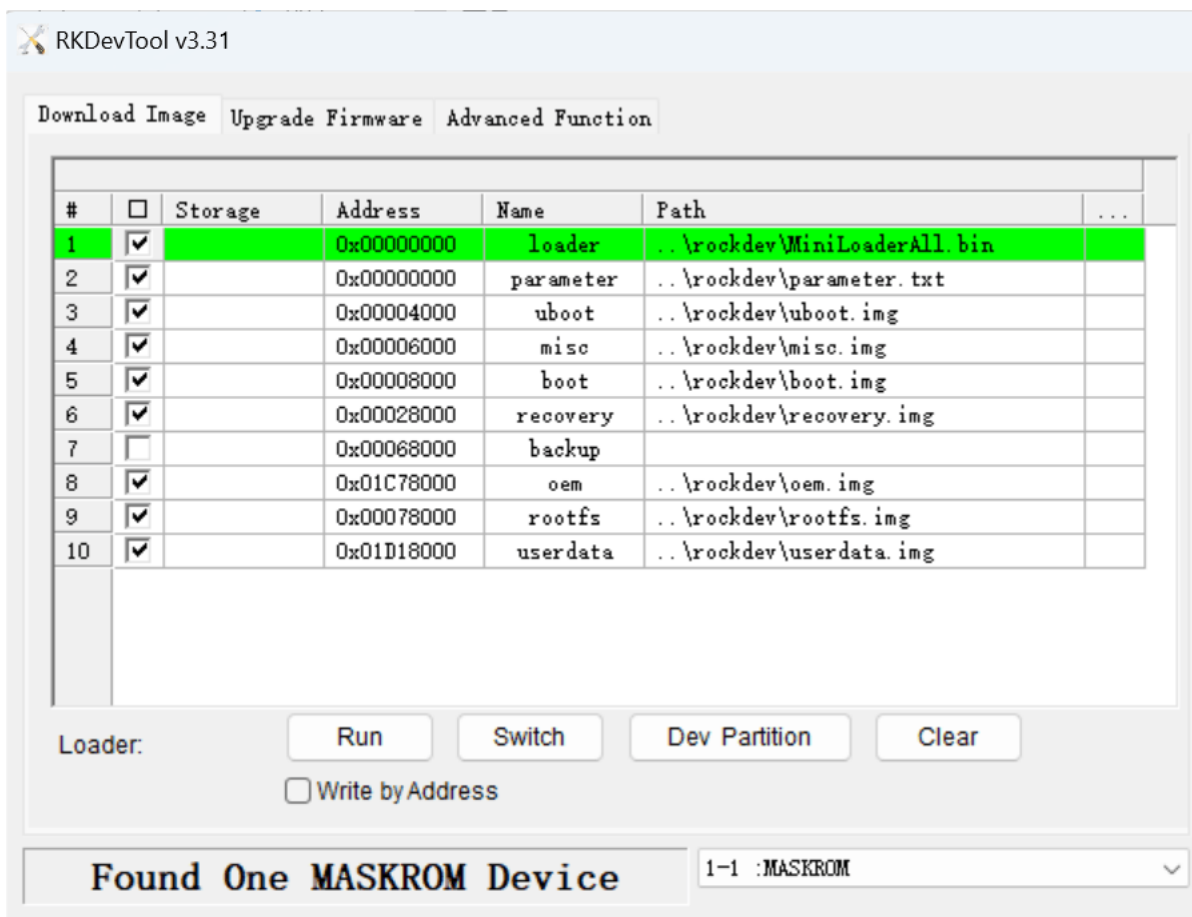 RKDevTool v3.31
Download Image Upgrade Firmware Advanced Function
# Storage Address Name Path ...
1 0x00000000 loader ..\rockdev\MiniLoaderAll.bin
2 0x00000000 parameter ..\rockdev\parameter.txt
3 0x00004000 uboot ..\rockdev\uboot.img
4 0x00006000 misc ..\rockdev\misc.img
5 0x00008000 boot ..\rockdev\boot.img
6 0x00028000 recovery ..\rockdev\recovery.img
7 0x00068000 backup
8 0x01C78000 oem ..\rockdev\oem.img
9 0x00078000 rootfs ..\rockdev\rootfs.img
10 0x01D18000 userdata ..\rockdev\userdata.img
Loader: Run Switch Dev Partition Clear
Write by Address
Found One MASKROM Device 1-1 :MASKROM